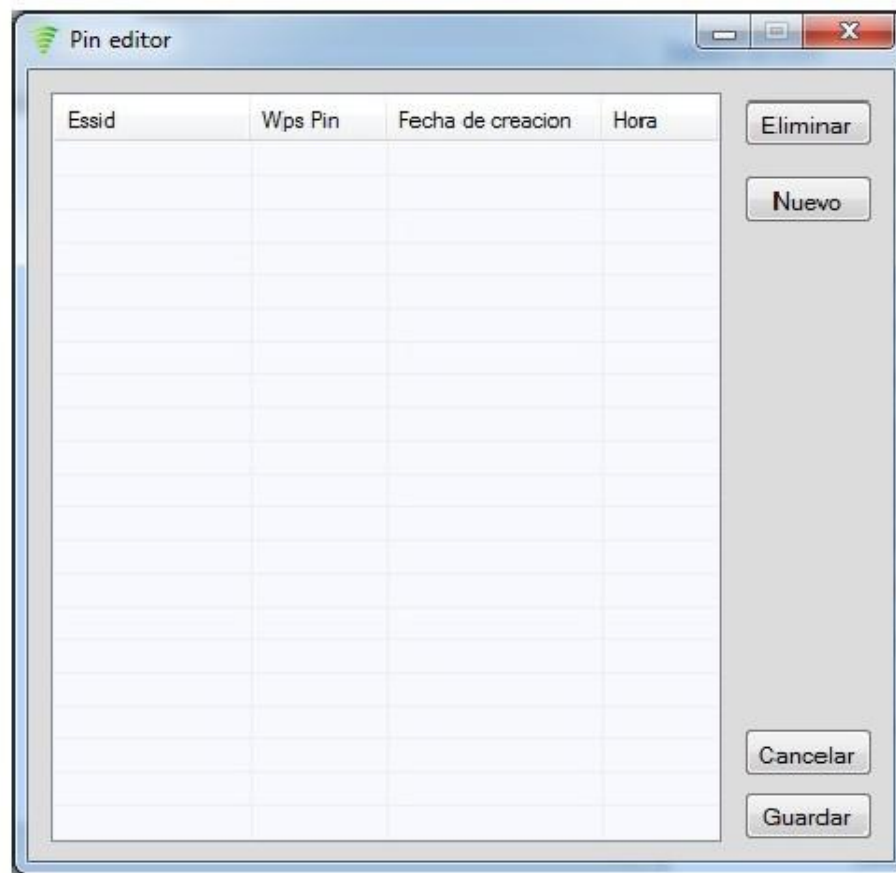 Pin editor
Essid Wps Pin Fecha de creacion Hora
Eliminar
Nuevo
Cancelar
Guardar